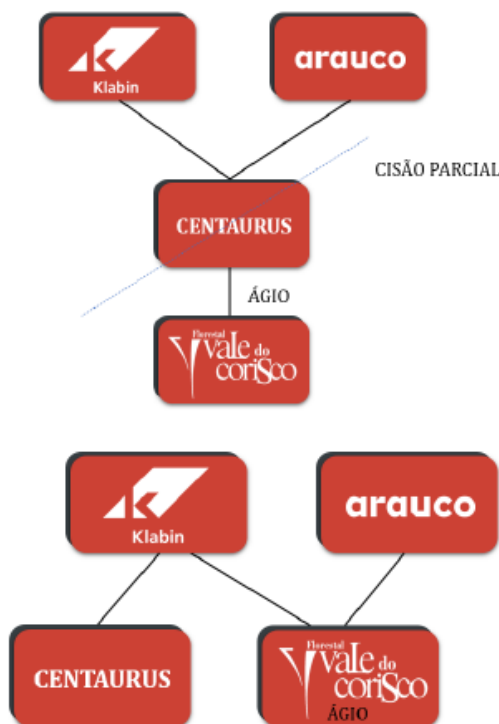 Klabin
arauco
CISÃO PARCIAL
CENTAURUS
ÁGIO
Florestal
Vale do
coriSco
Klabin
arauco
CENTAURUS
Florestal
Vale do
coriSco
ÁGIO